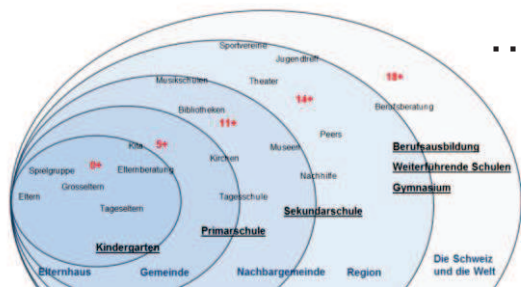 ...
Sportvereine
Jugendtreff
18+
Musikschulen
Theater
14+
Bibliotheken
Berufsberatung
11+
Peers
Kita
5+
Museen
Berufsausbildung
Kirchen
0+
Elternberatung
Weiterführende Schulen
Spielgruppe
Nachhilfe
Grosseltern
Gymnasium
Eltern
Tagesschule
Tageseltern
Sekundarschule
Primarschule
Kindergarten
Die Schweiz
und die Welt
Elternhaus
Gemeinde
Nachbargemeinde
Region